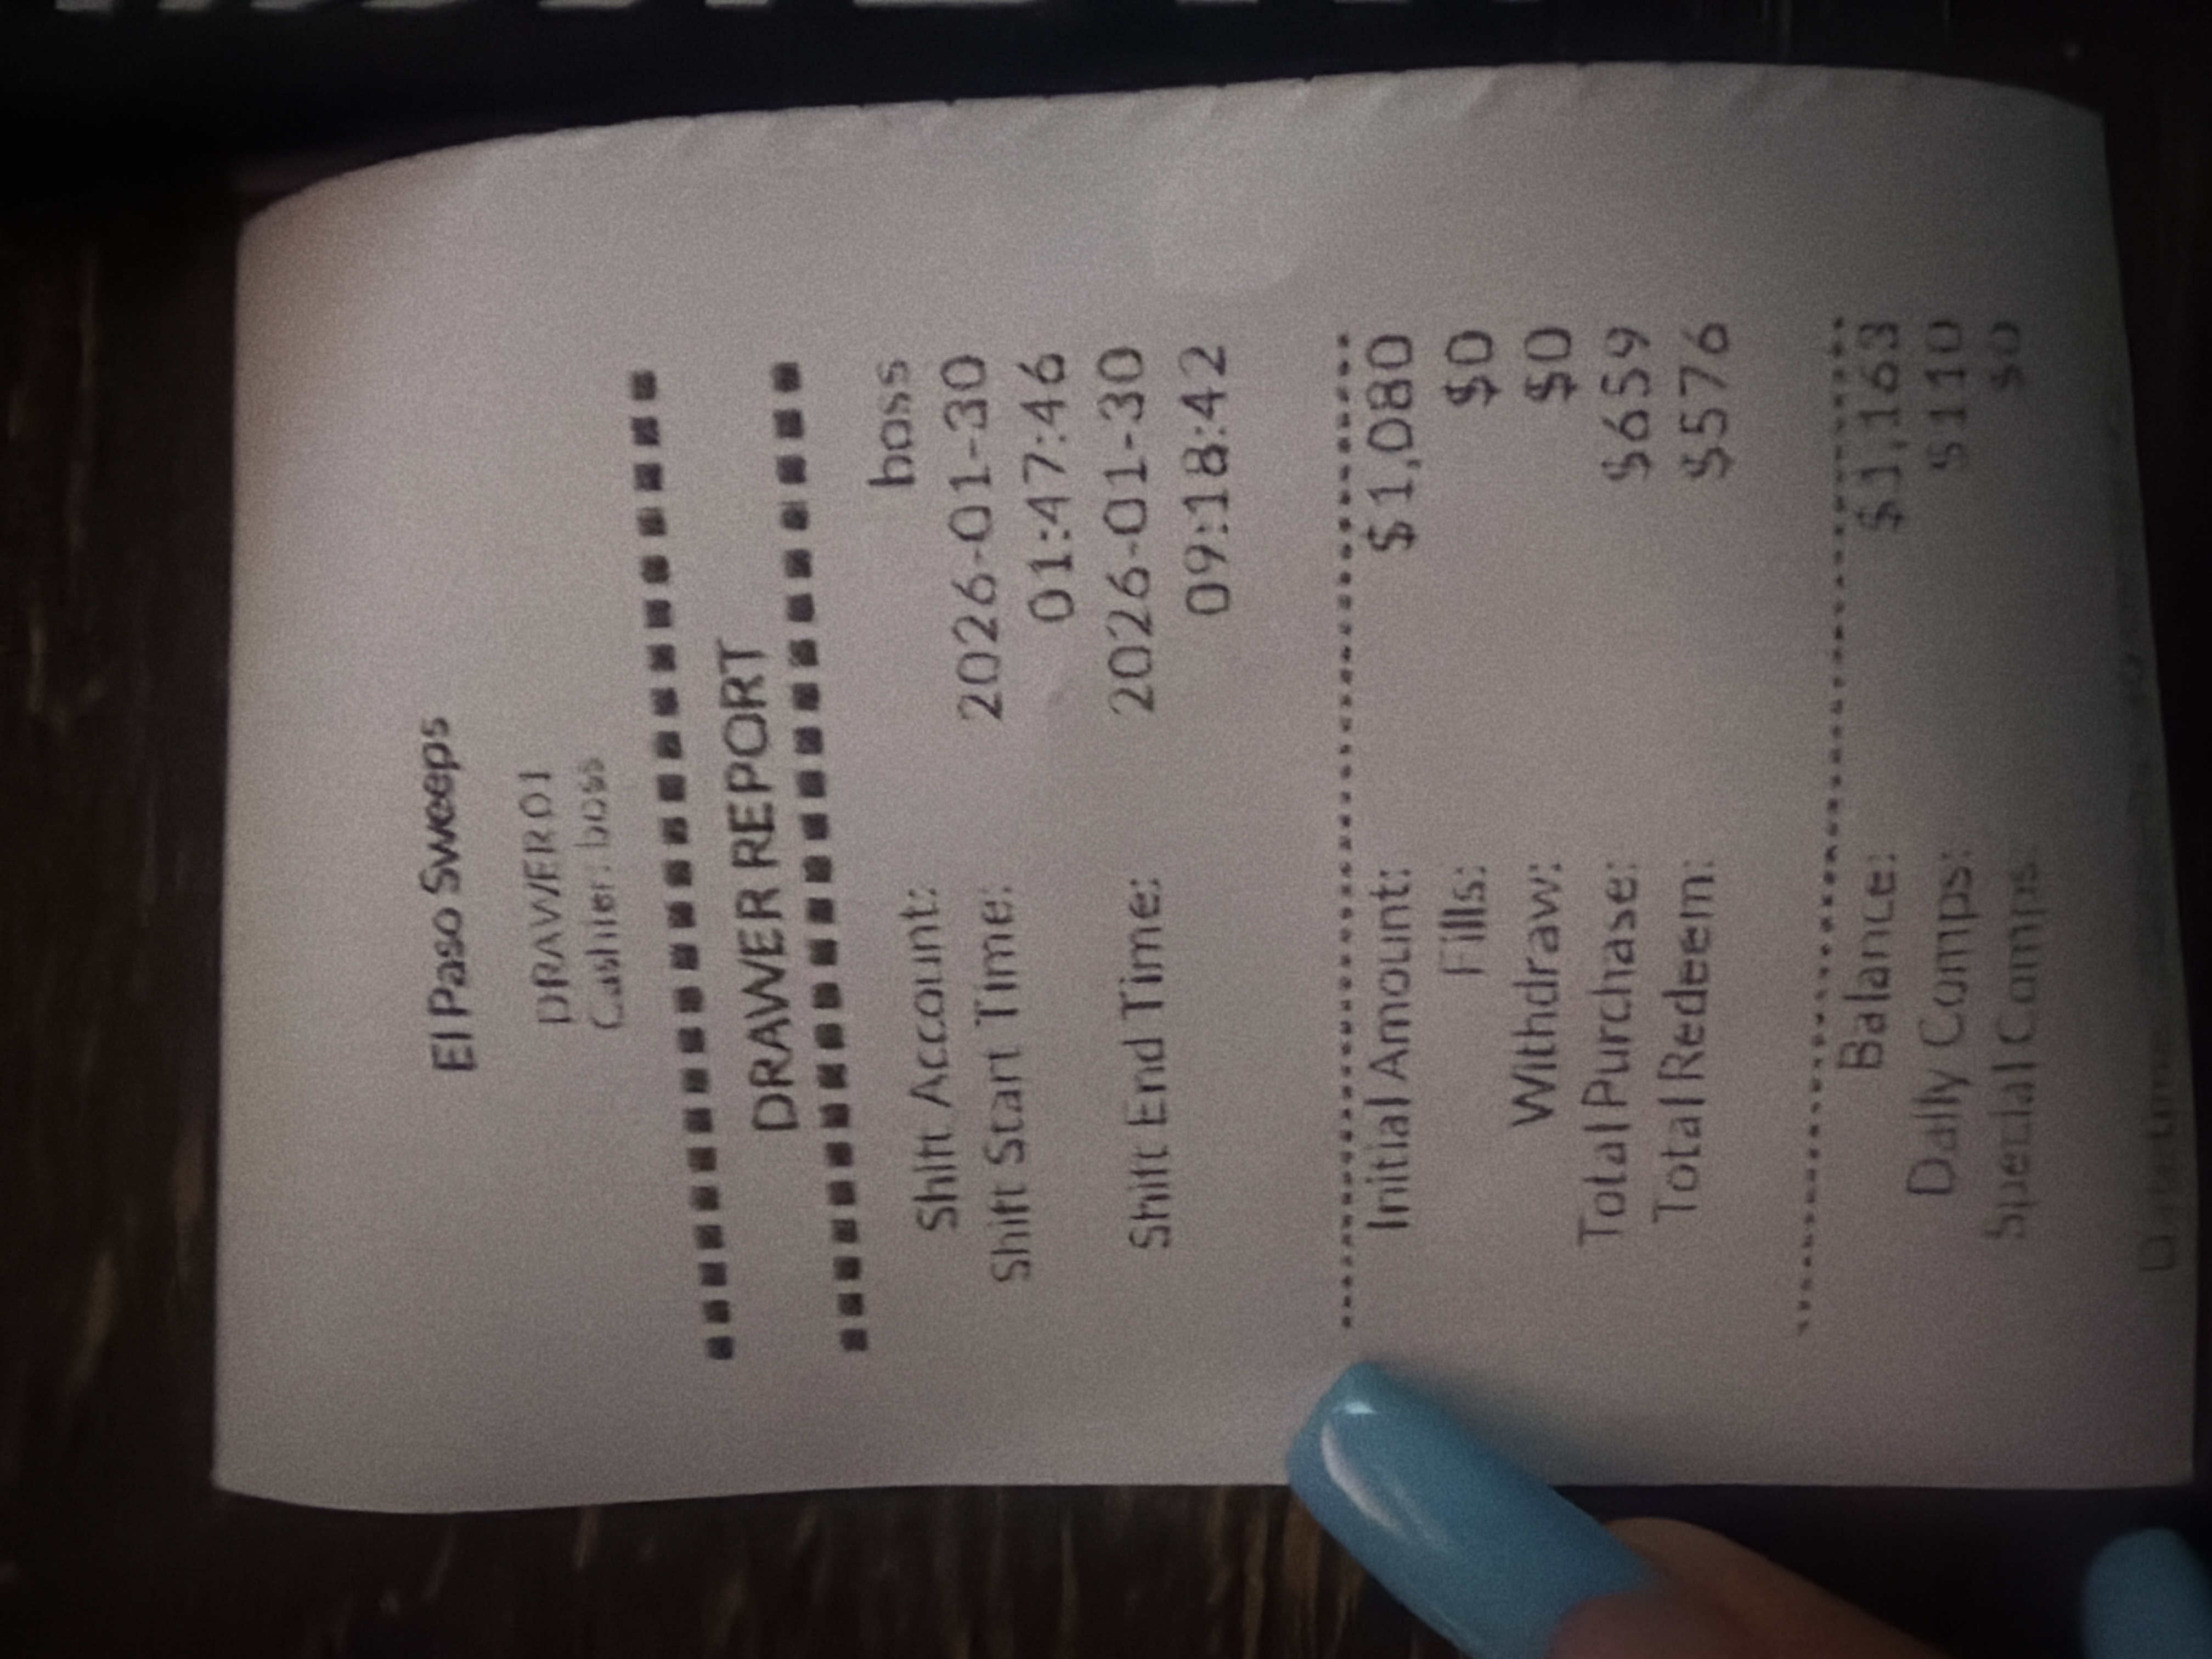 El Paso Sweeps
DRAWER01
Cashier: boss
DRAWER REPORT
Shift Account: boss
Shift Start Time: 2026-01-30
01:47:46
Shift End Time: 2026-01-30
09:18:42
Initial Amount: $1,080
Fills: $0
Withdraw: $0
Total Purchase: $659
Total Redeem: $576
Balance: $1,163
Daily Comps: $110
Special Comps: $0